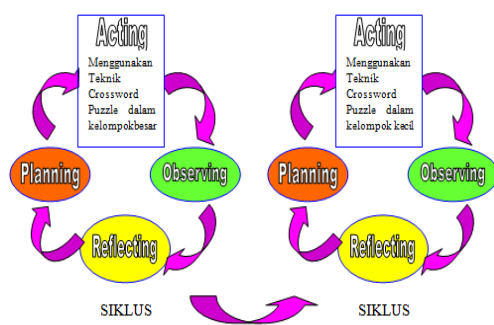 Acting
Menggunakan
Teknik
Crossword
Puzzle dalam
kelompokbesar
Planning
Observing
Reflecting
SIKLUS
Acting
Menggunakan
Teknik
Crossword
Puzzle dalam
kelompok kecil
Planning
Observing
Reflecting
SIKLUS